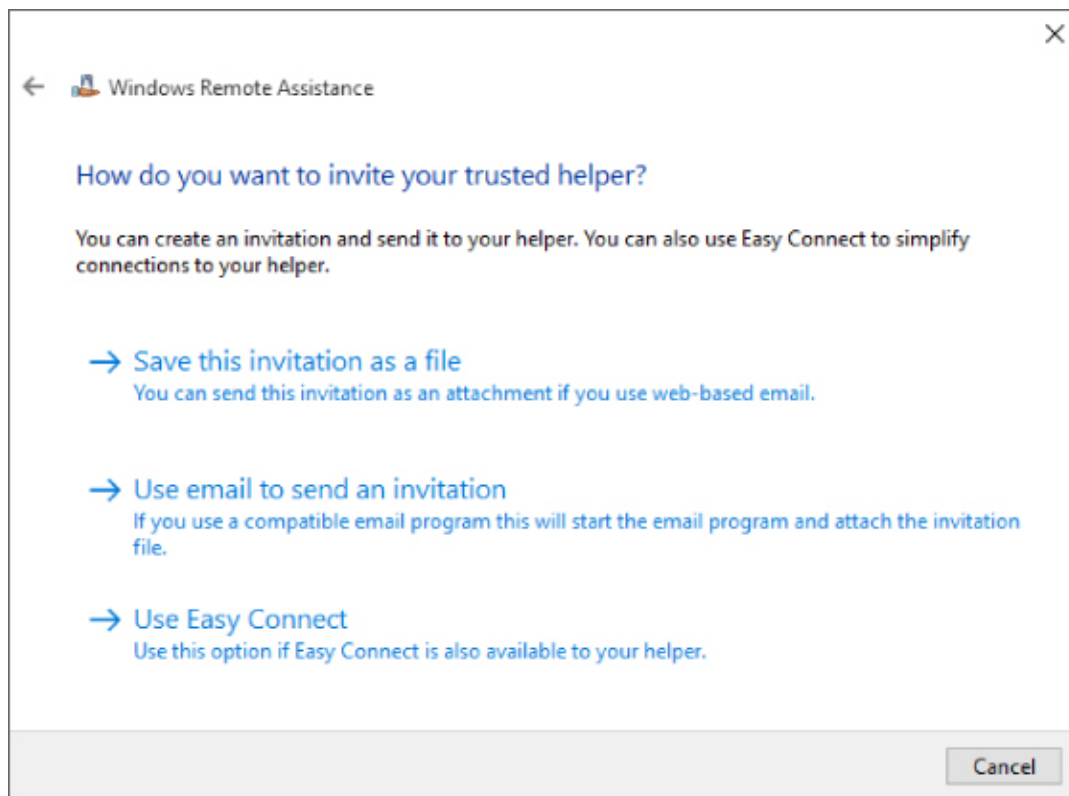 Windows Remote Assistance
How do you want to invite your trusted helper?
You can create an invitation and send it to your helper. You can also use Easy Connect to simplify
connections to your helper.
Save this invitation as a file
You can send this invitation as an attachment if you use web-based email.
Use email to send an invitation
If you use a compatible email program this will start the email program and attach the invitation
file.
Use Easy Connect
Use this option if Easy Connect is also available to your helper.
Cancel